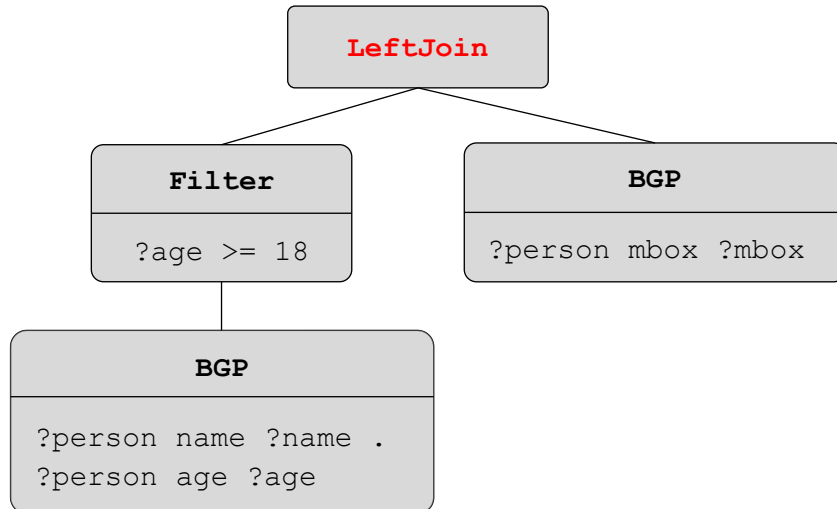 LeftJoin
Filter
?age >= 18
BGP
?person mbox ?mbox
BGP
?person name ?name .
?person age ?age